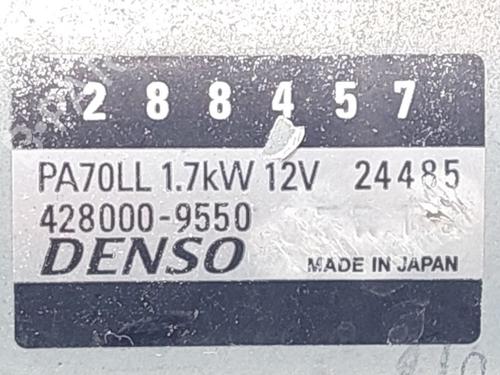 288457
PA70LL 1.7kW 12V 24485
428000-9550
DENSO
MADE IN JAPAN